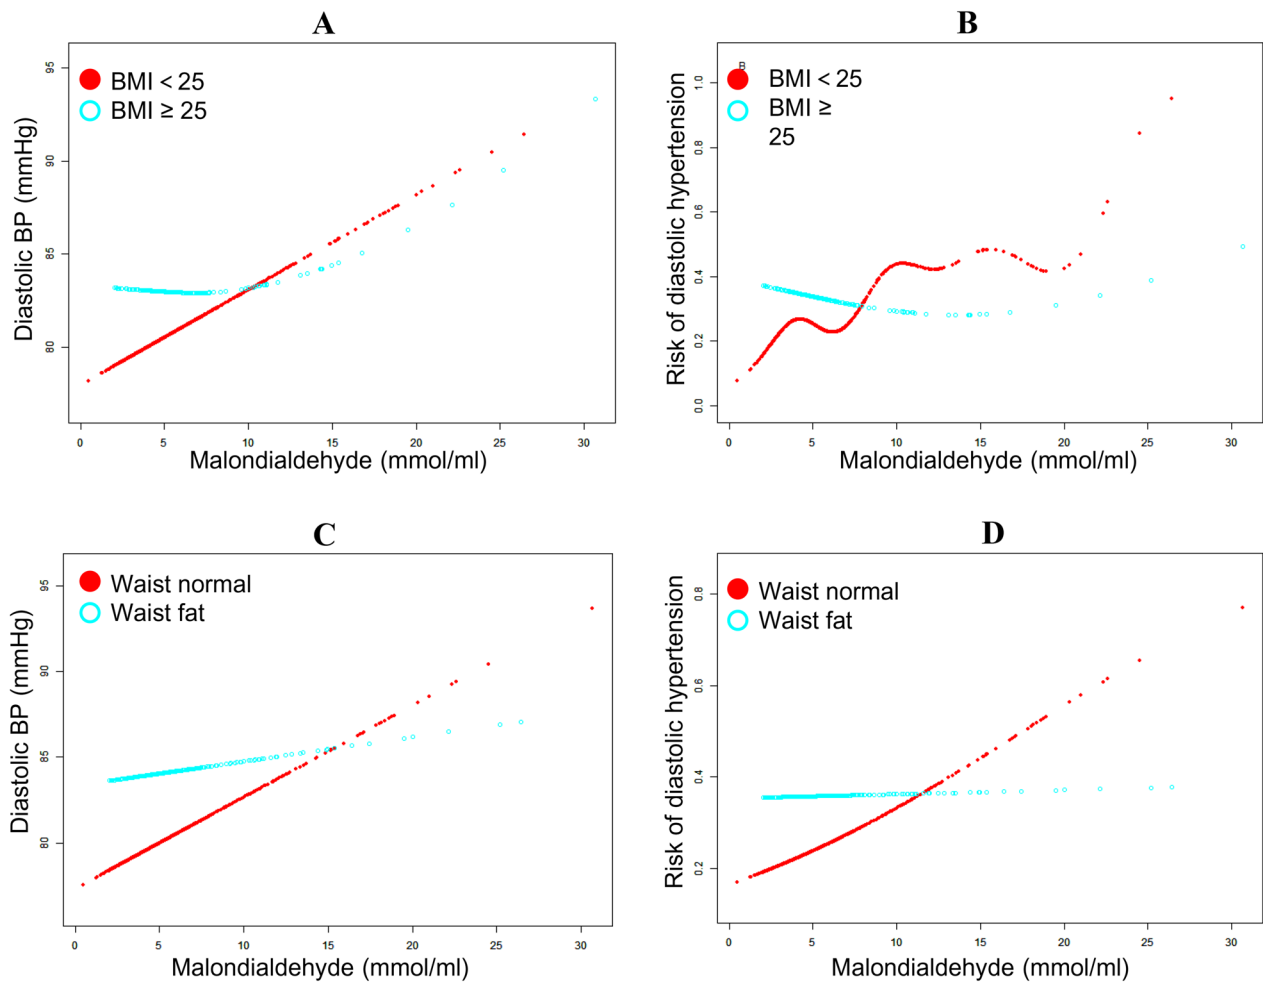 A
95
90
85
80
Diastolic BP (mmHg)
BMI < 25
BMI ≥ 25
0 5 10 15 20 25 30
Malondialdehyde (mmol/ml)
B
1.0
0.8
0.6
0.4
0.2
0.0
Risk of diastolic hypertension
B
BMI < 25
BMI ≥
25
0 5 10 15 20 25 30
Malondialdehyde (mmol/ml)
C
95
90
85
80
Diastolic BP (mmHg)
Waist normal
Waist fat
0 5 10 15 20 25 30
Malondialdehyde (mmol/ml)
D
0.8
0.6
0.4
0.2
Risk of diastolic hypertension
Waist normal
Waist fat
0 5 10 15 20 25 30
Malondialdehyde (mmol/ml)